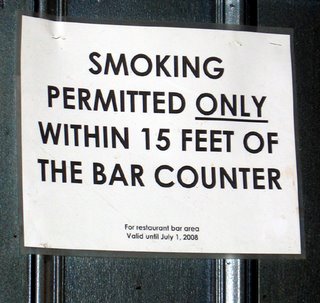 SMOKING
PERMITTED ONLY
WITHIN 15 FEET OF
THE BAR COUNTER
For restaurant bar area
Valid until July 1, 2008